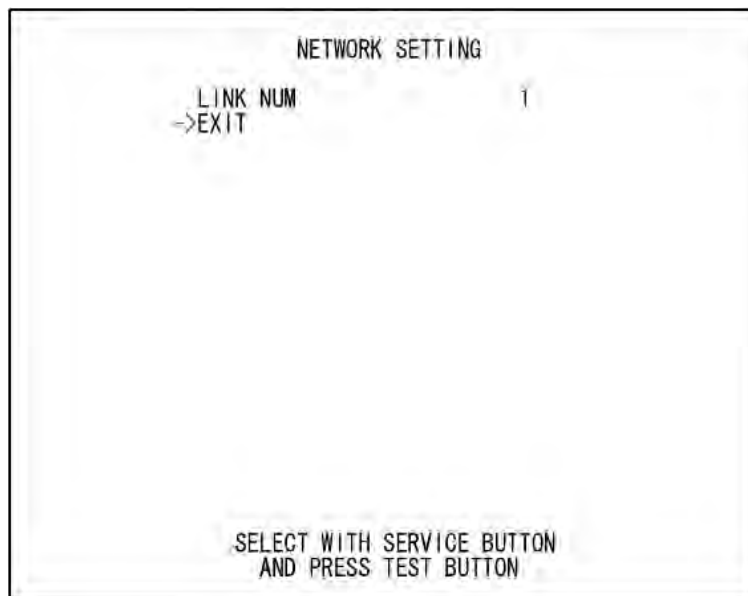 NETWORK SETTING
LINK NUM 1
->EXIT
SELECT WITH SERVICE BUTTON
AND PRESS TEST BUTTON